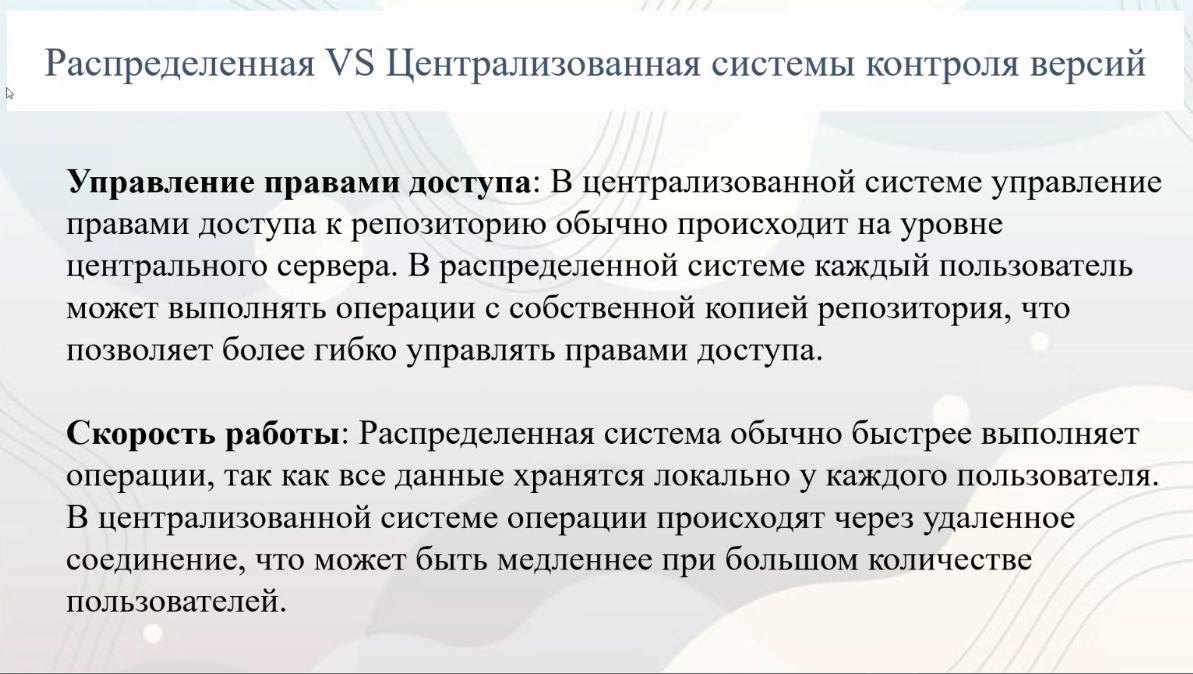 Распределенная VS Централизованная системы контроля версий
Управление правами доступа: В централизованной системе управление
правами доступа к репозиторию обычно происходит на уровне
центрального сервера. В распределенной системе каждый пользователь
может выполнять операции с собственной копией репозитория, что
позволяет более гибко управлять правами доступа.
Скорость работы: Распределенная система обычно быстрее выполняет
операции, так как все данные хранятся локально у каждого пользователя.
В централизованной системе операции происходят через удаленное
соединение, что может быть медленнее при большом количестве
пользователей.